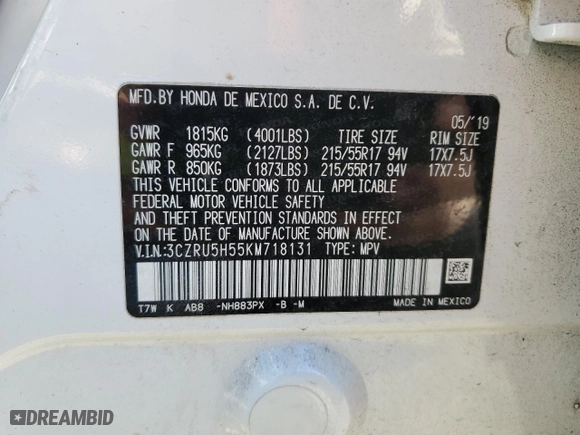 MFD.BY HONDA DE MEXICO S.A. DE C.V.
05/'19
GVWR 1815KG (4001LBS) TIRE SIZE RIM SIZE
GAWR F 965KG (2127LBS) 215/55R17 94V 17X7.5J
GAWR R 850KG (1873LBS) 215/55R17 94V 17X7.5J
THIS VEHICLE CONFORMS TO ALL APPLICABLE
FEDERAL MOTOR VEHICLE SAFETY
AND THEFT PREVENTION STANDARDS IN EFFECT
ON THE DATE OF MANUFACTURE SHOWN ABOVE.
V.I.N.:3CZRU5H55KM718131 TYPE: MPV
T7W K AB8 -NH883PX -B -M
MADE IN MEXICO
DREAMBID